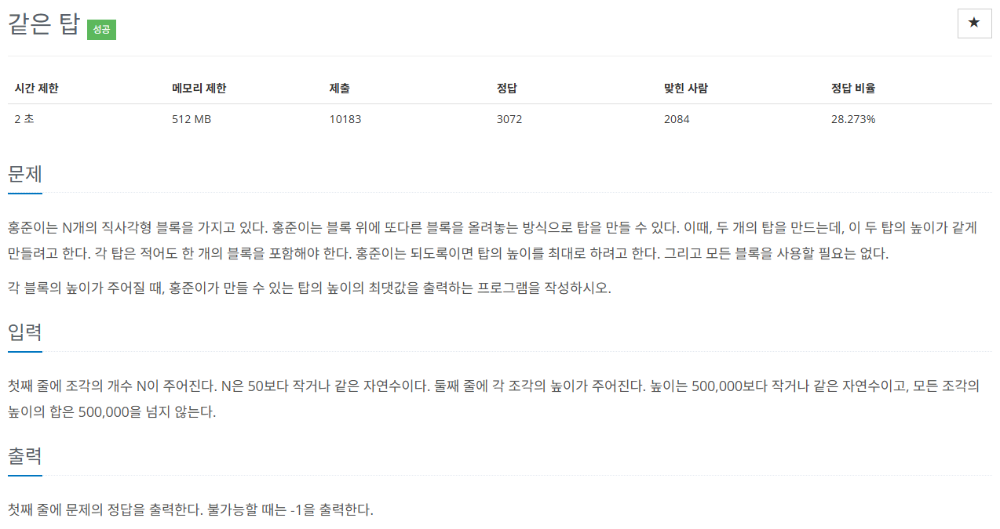 같은 탑 성공
★
시간 제한 메모리 제한 제출 정답 맞힌 사람 정답 비율
2 초 512 MB 10183 3072 2084 28.273%
문제
홍준이는 N개의 직사각형 블록을 가지고 있다. 홍준이는 블록 위에 또다른 블록을 올려놓는 방식으로 탑을 만들 수 있다. 이때, 두 개의 탑을 만드는데, 이 두 탑의 높이가 같게
만들려고 한다. 각 탑은 적어도 한 개의 블록을 포함해야 한다. 홍준이는 되도록이면 탑의 높이를 최대로 하려고 한다. 그리고 모든 블록을 사용할 필요는 없다.
각 블록의 높이가 주어질 때, 홍준이가 만들 수 있는 탑의 높이의 최댓값을 출력하는 프로그램을 작성하시오.
입력
첫째 줄에 조각의 개수 N이 주어진다. N은 50보다 작거나 같은 자연수이다. 둘째 줄에 각 조각의 높이가 주어진다. 높이는 500,000보다 작거나 같은 자연수이고, 모든 조각의
높이의 합은 500,000을 넘지 않는다.
출력
첫째 줄에 문제의 정답을 출력한다. 불가능할 때는 -1을 출력한다.